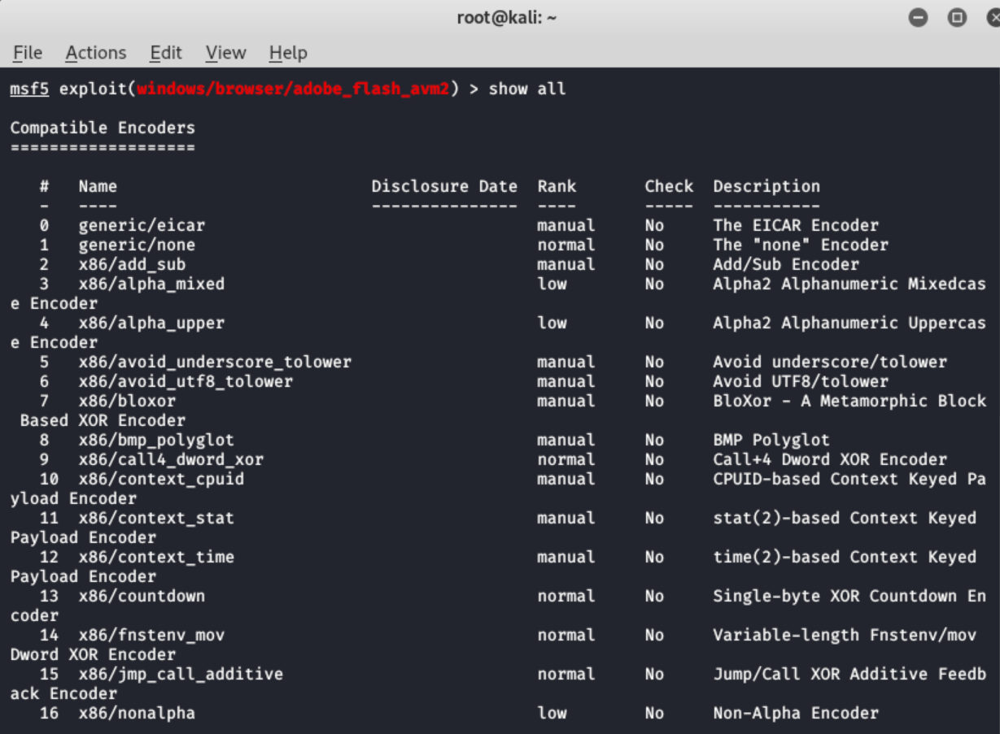 root@kali: ~
File Actions Edit View Help
msf5 exploit(windows/browser/adobe_flash_avm2) > show all
Compatible Encoders
===================
# Name Disclosure Date Rank Check Description
- ---- --------------- ---- ----- -----------
0 generic/eicar manual No The EICAR Encoder
1 generic/none normal No The "none" Encoder
2 x86/add_sub manual No Add/Sub Encoder
3 x86/alpha_mixed low No Alpha2 Alphanumeric Mixedcas
e Encoder
4 x86/alpha_upper low No Alpha2 Alphanumeric Uppercas
e Encoder
5 x86/avoid_underscore_tolower manual No Avoid underscore/tolower
6 x86/avoid_utf8_tolower manual No Avoid UTF8/tolower
7 x86/bloxor manual No BloXor - A Metamorphic Block
Based XOR Encoder
8 x86/bmp_polyglot manual No BMP Polyglot
9 x86/call4_dword_xor normal No Call+4 Dword XOR Encoder
10 x86/context_cpuid manual No CPUID-based Context Keyed Pa
yload Encoder
11 x86/context_stat manual No stat(2)-based Context Keyed
Payload Encoder
12 x86/context_time manual No time(2)-based Context Keyed
Payload Encoder
13 x86/countdown normal No Single-byte XOR Countdown En
coder
14 x86/fnstenv_mov normal No Variable-length Fnstenv/mov
Dword XOR Encoder
15 x86/jmp_call_additive normal No Jump/Call XOR Additive Feedb
ack Encoder
16 x86/nonalpha low No Non-Alpha Encoder